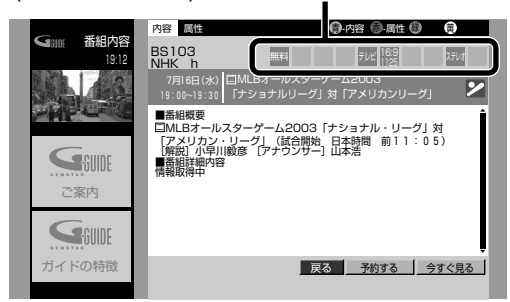 内容 属性 青-内容 赤-属性 緑 黄
GGUIDE 番組内容
19:12
BS103
NHK h
無料 テレビ 16:9 1125 ステレオ
7月16日(水) MLBオールスターゲーム2003
19:00~19:30 「ナショナルリーグ」対「アメリカンリーグ」
■番組概要
MLBオールスターゲーム2003「ナショナル・リーグ」対
「アメリカン・リーグ」(試合開始 日本時間 前11:05)
[解説]小早川毅彦 [アナウンサー]山本浩
■番組詳細内容
情報取得中
G-GUIDE
GEMSTAR
ご案内
G-GUIDE
GEMSTAR
ガイドの特徴
戻る 予約する 今すぐ見る